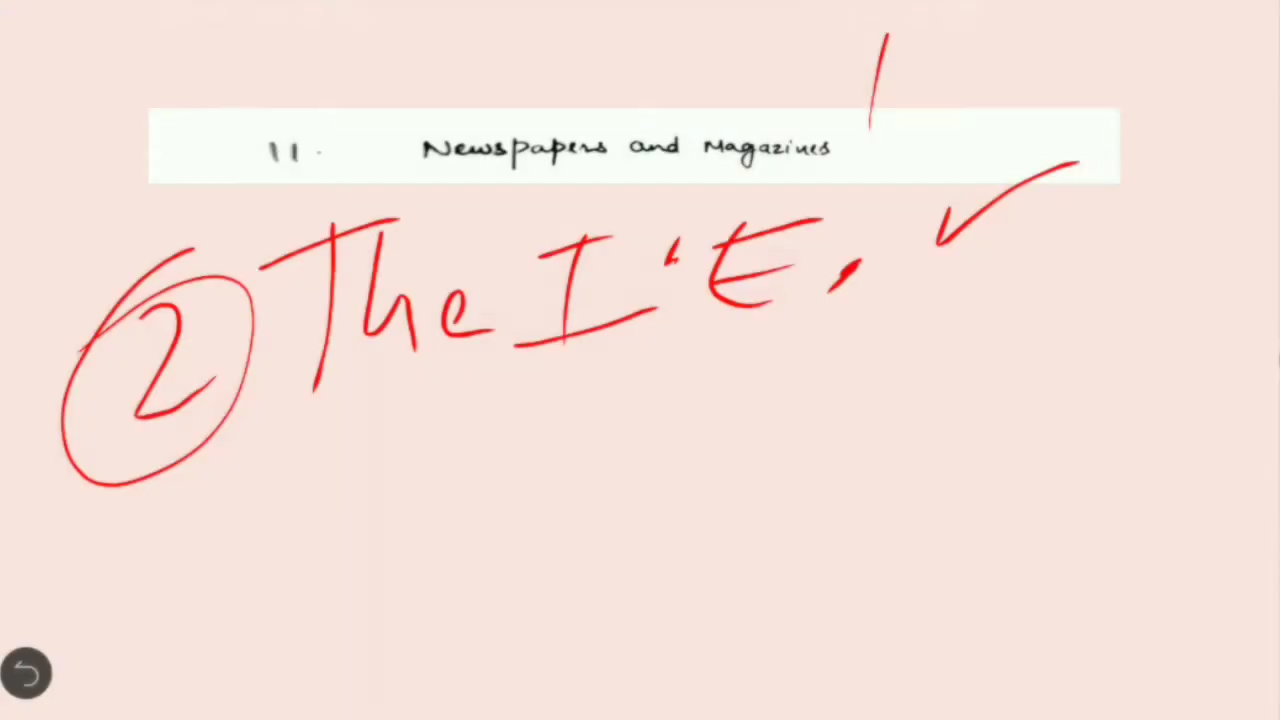 11. Newspapers and Magazines
② The I.E.